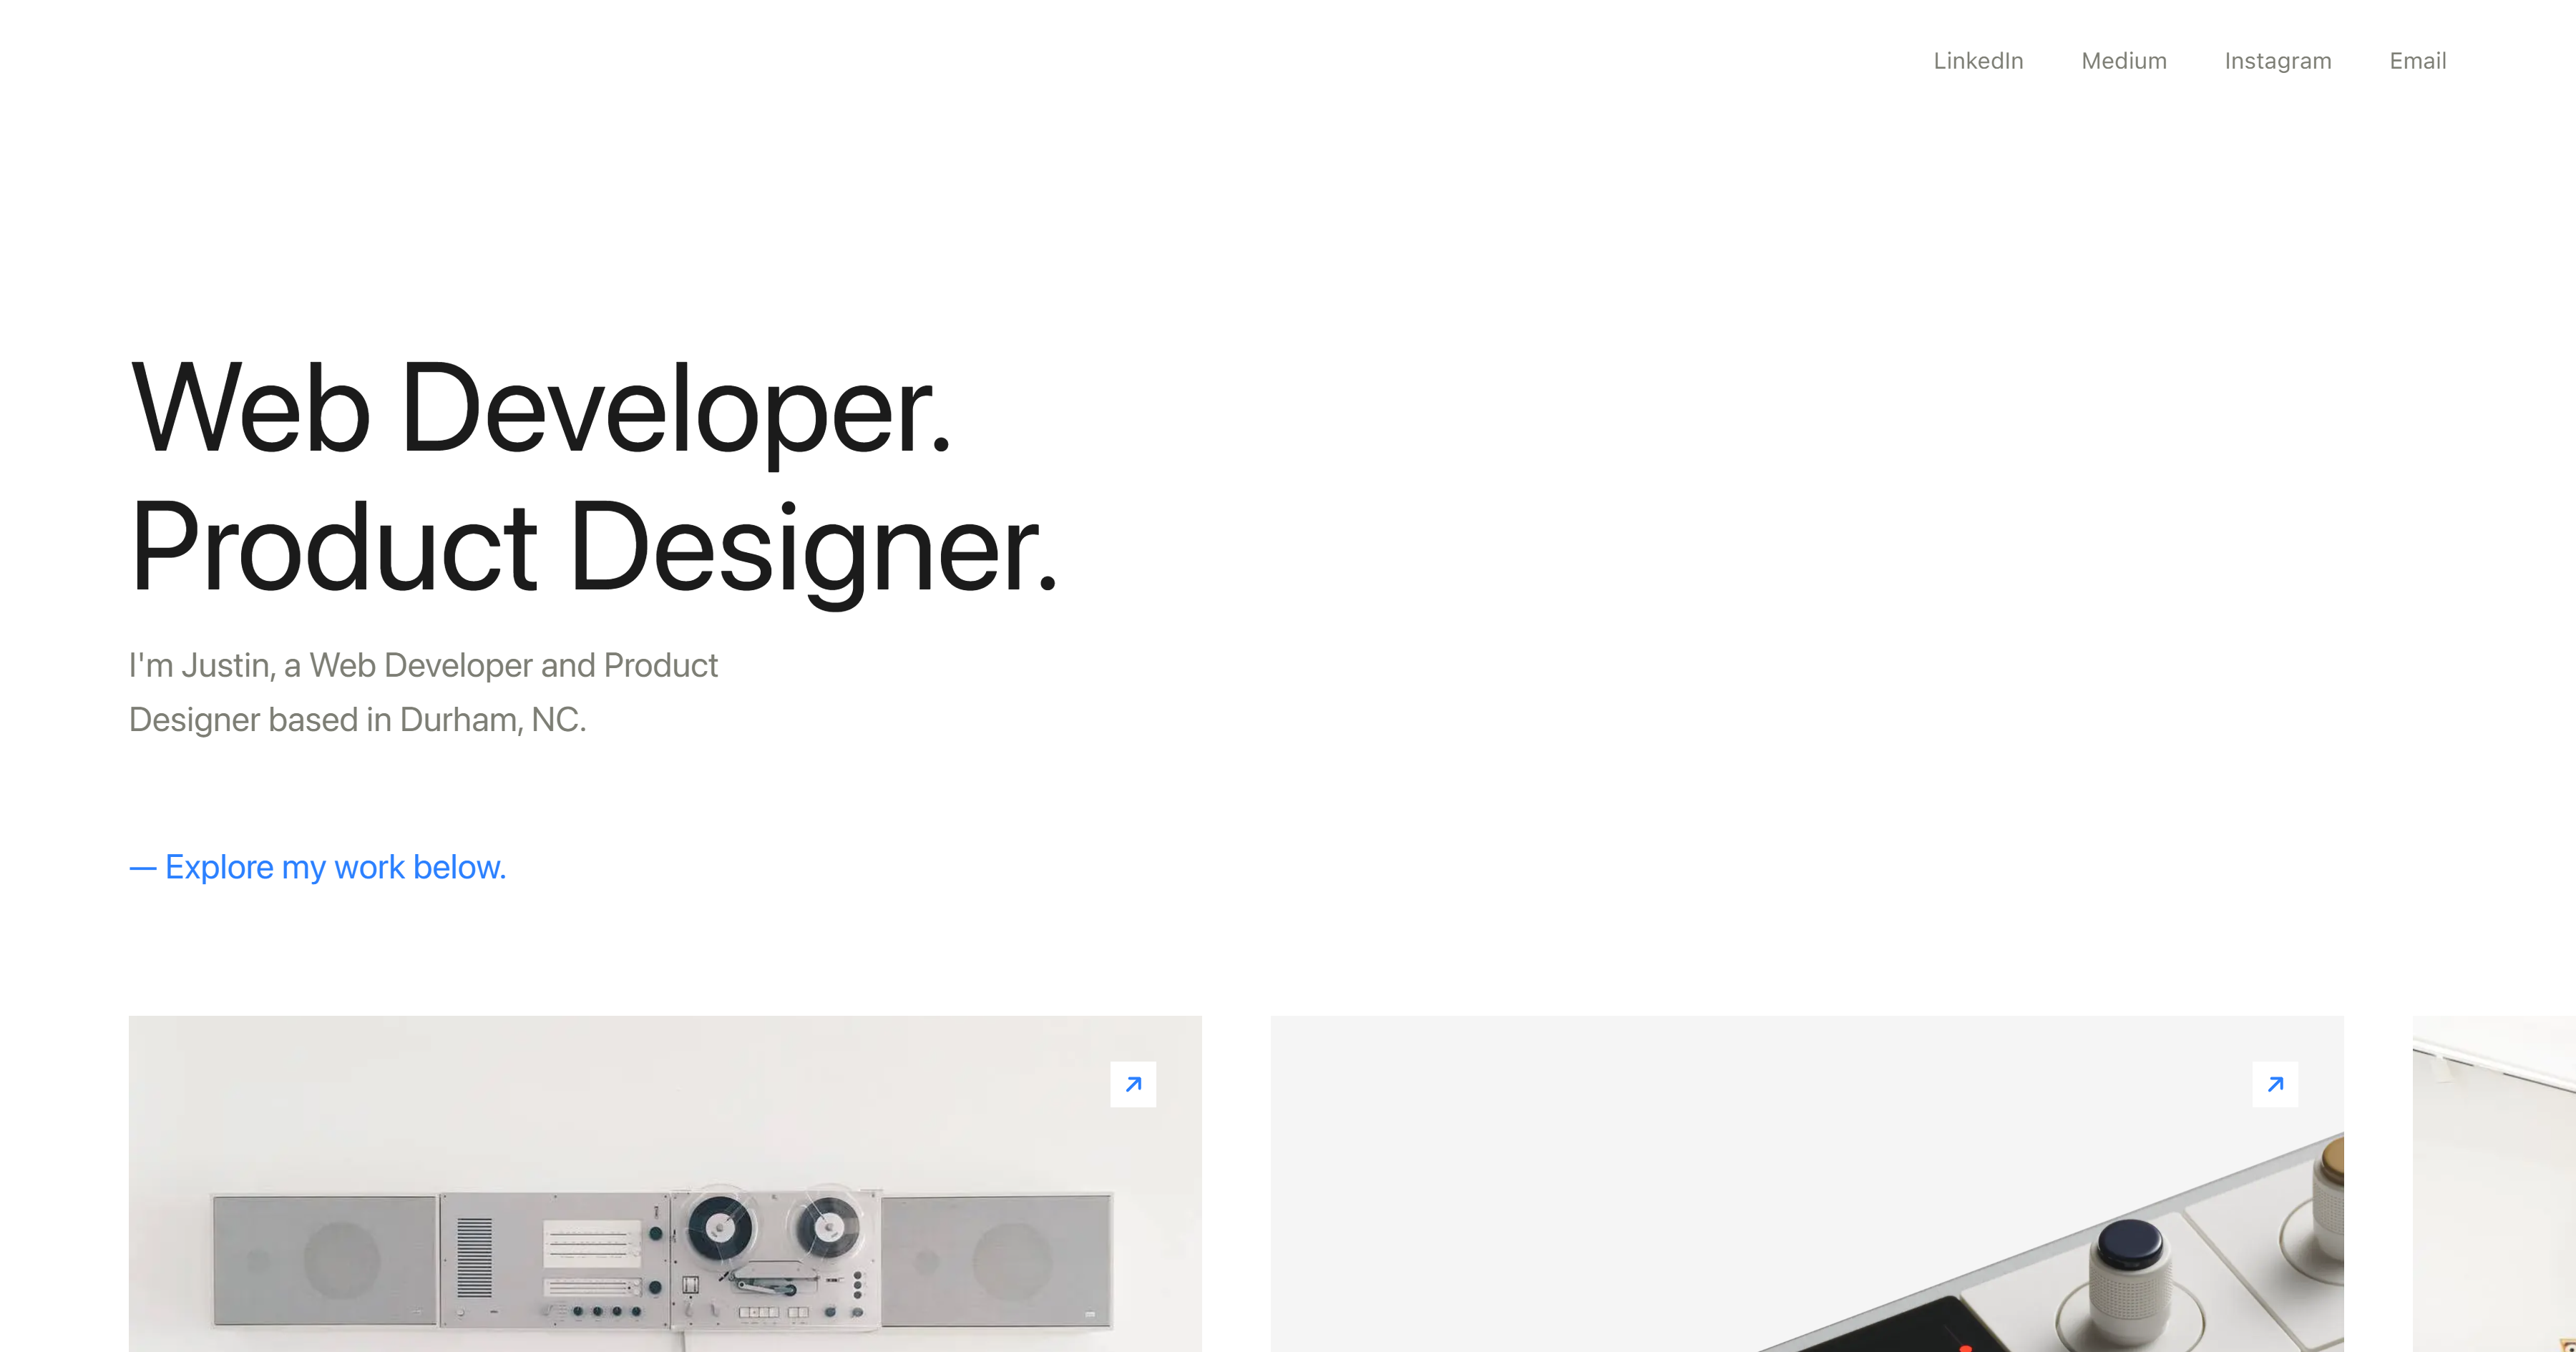 LinkedIn Medium Instagram Email
Web Developer.
Product Designer.
I'm Justin, a Web Developer and Product
Designer based in Durham, NC.
— Explore my work below.